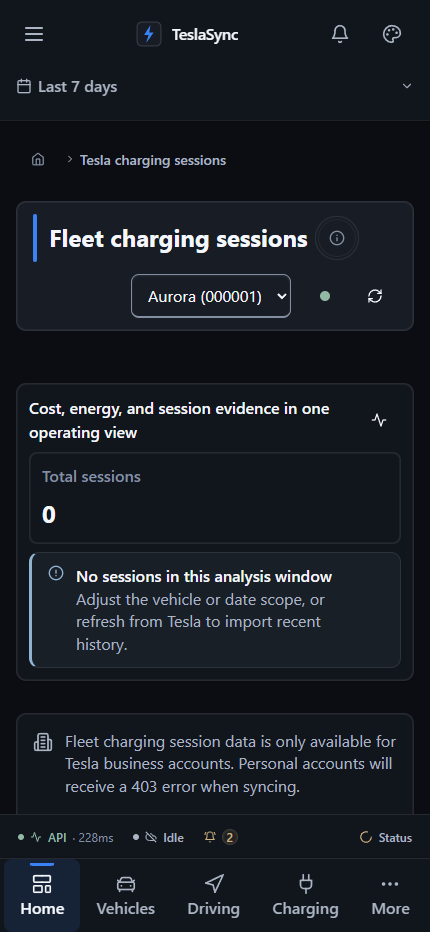 TeslaSync
Last 7 days
Tesla charging sessions
Fleet charging sessions
Aurora (000001)
Cost, energy, and session evidence in one
operating view
Total sessions
0
No sessions in this analysis window
Adjust the vehicle or date scope, or
refresh from Tesla to import recent
history.
Fleet charging session data is only available for
Tesla business accounts. Personal accounts will
receive a 403 error when syncing.
API · 228ms Idle 2 Status
Home Vehicles Driving Charging More